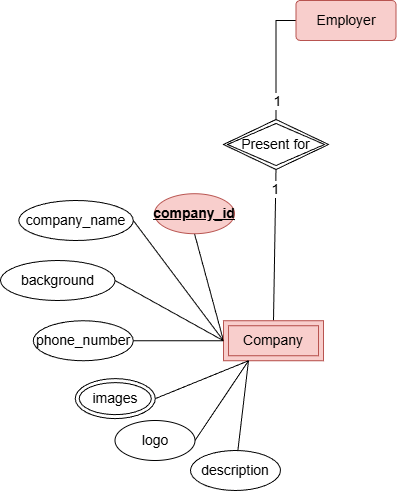 Employer
1
Present for
1
company_id
company_name
background
phone_number
Company
images
logo
description